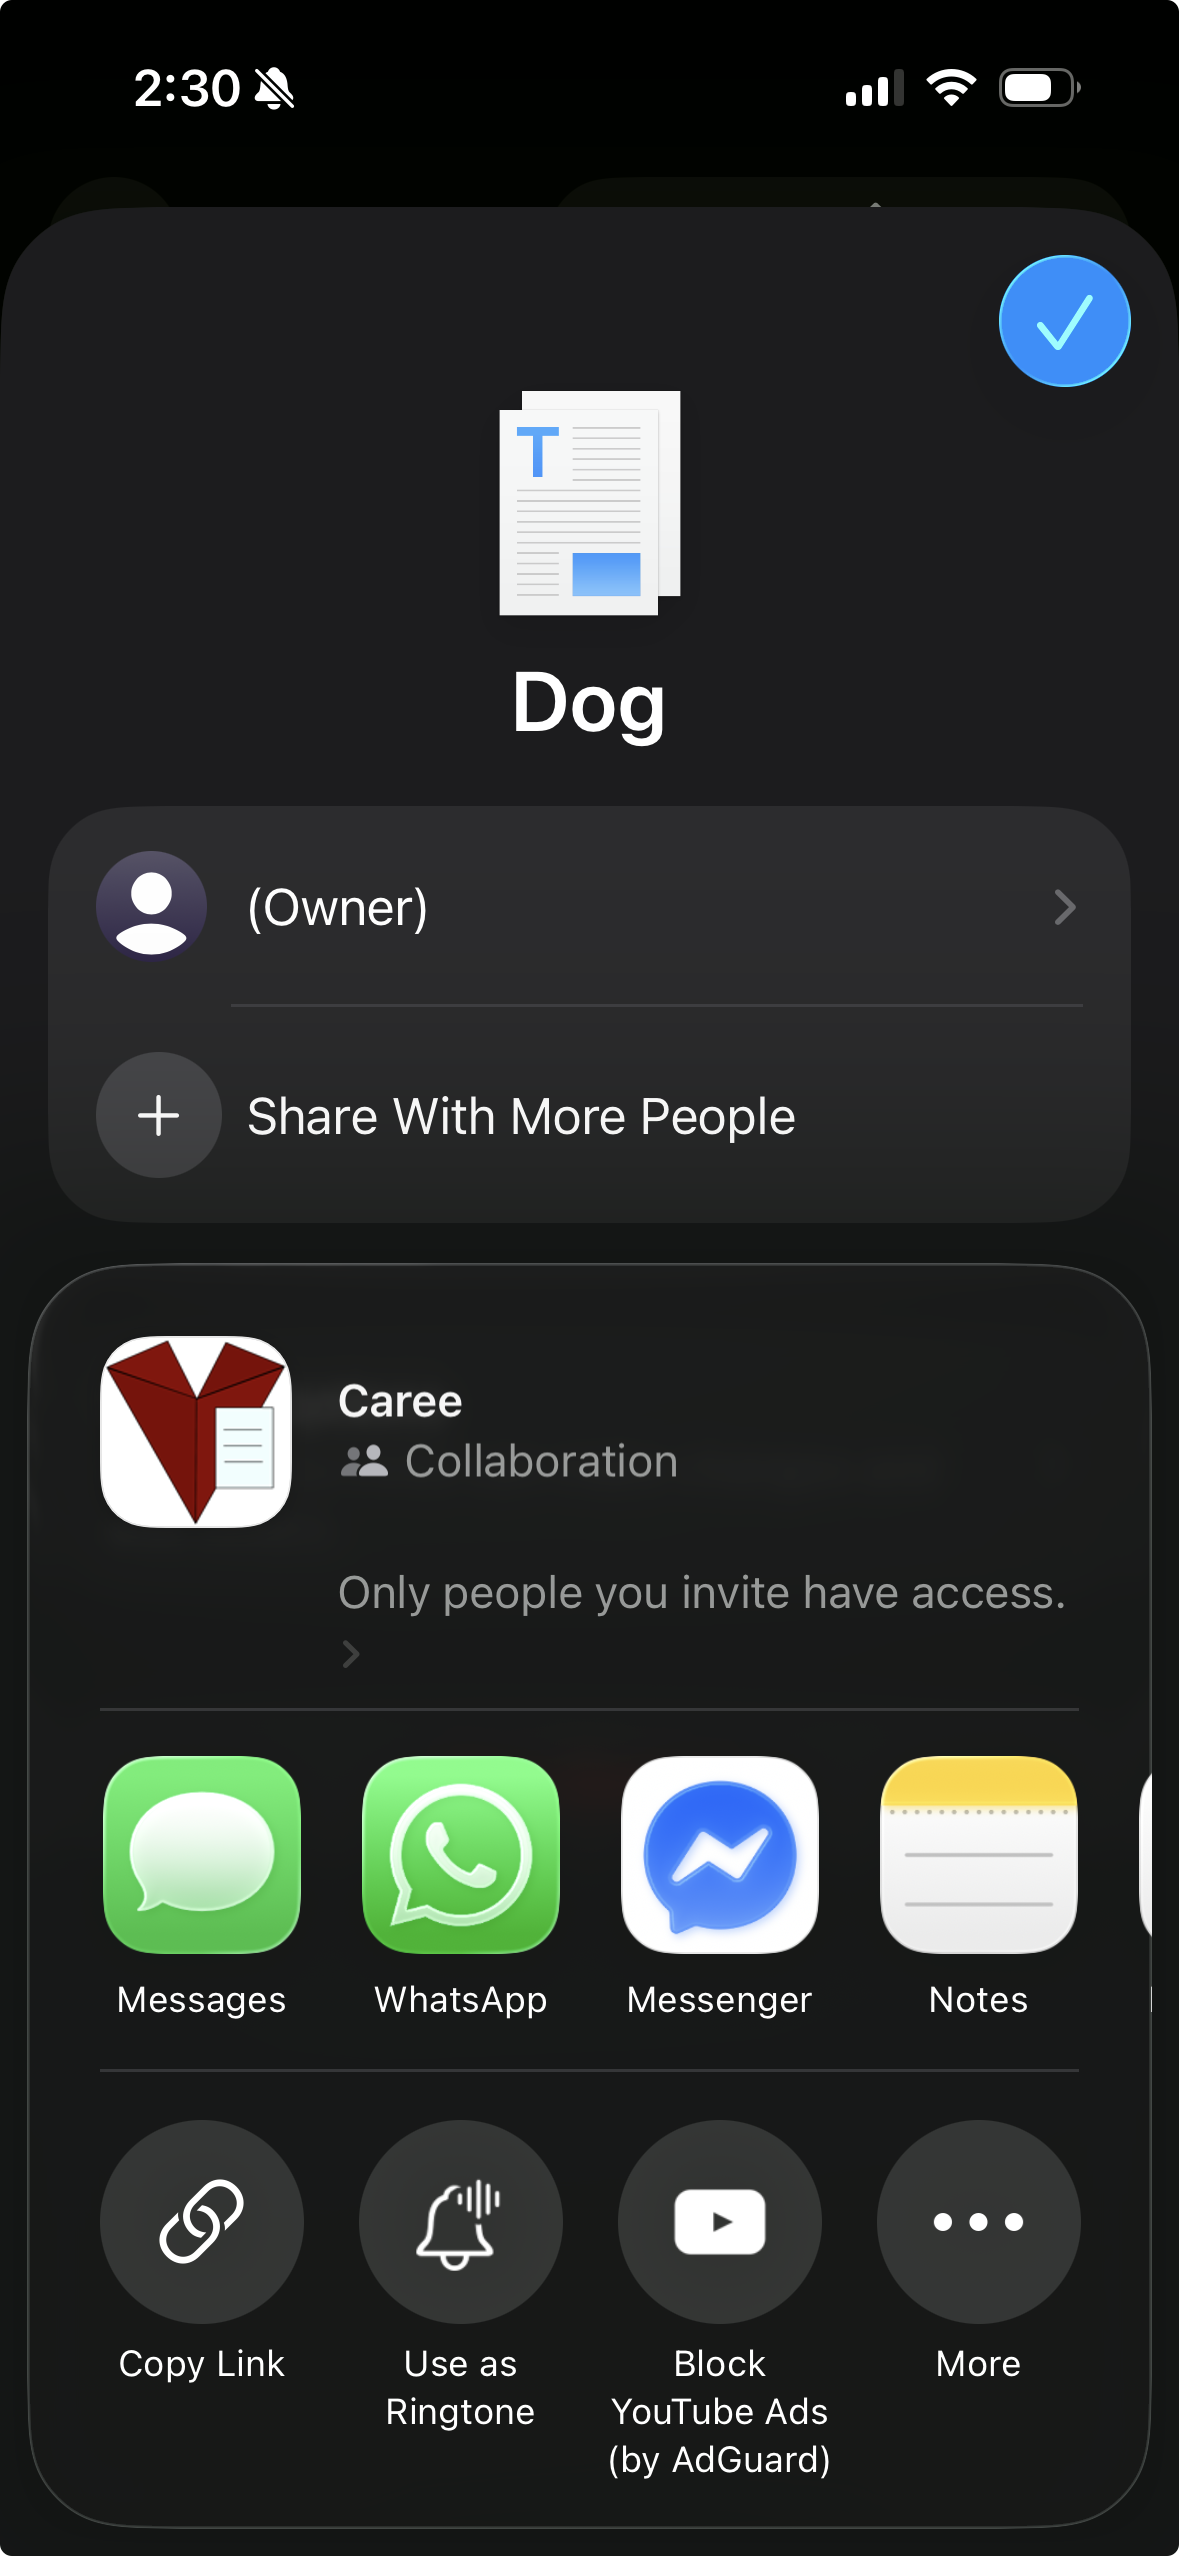 2:30
T
Dog
(Owner)
Share With More People
Caree
Collaboration
Only people you invite have access.
Messages WhatsApp Messenger Notes
Copy Link Use as Block More
Ringtone YouTube Ads
(by AdGuard)